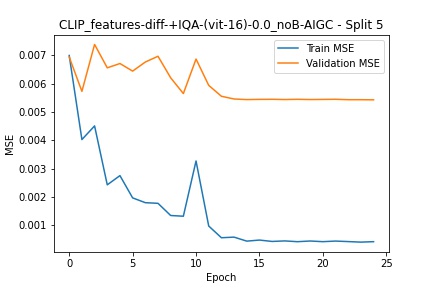 CLIP_features-diff-+IQA-(vit-16)-0.0_noB-AIGC - Split 5
Train MSE
Validation MSE
0.007
0.006
0.005
0.004
0.003
0.002
0.001
MSE
0
5
10
15
20
25
Epoch